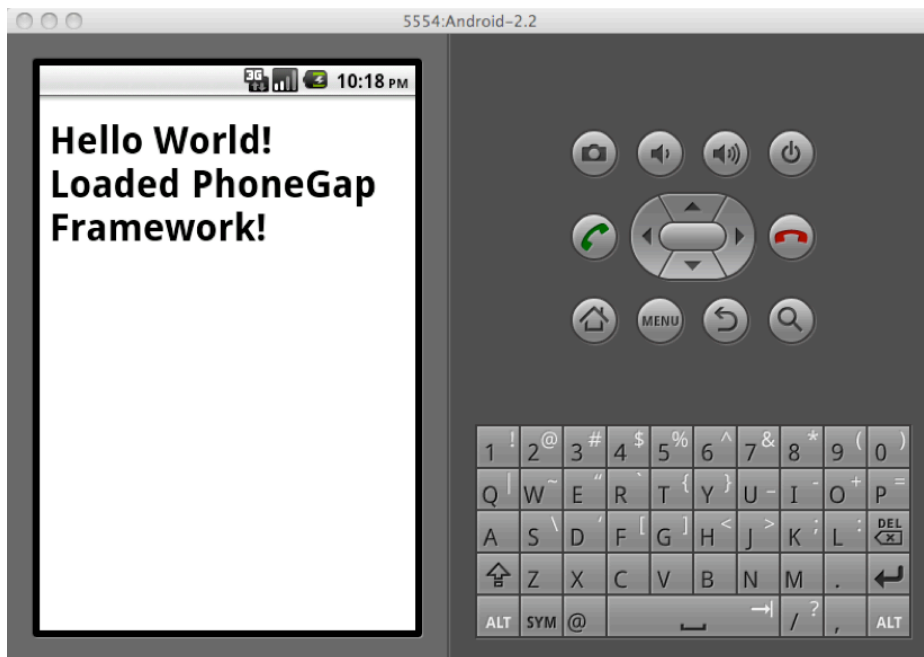 5554:Android-2.2
3G 10:18 PM
Hello World!
Loaded PhoneGap
Framework!
MENU
1 ! 2 @ 3 # 4 $ 5 % 6 ^ 7 & 8 * 9 ( 0 )
Q | W ~ E “ R ` T { Y } U _ I - O + P =
A S \ D ‘ F [ G ] H < J > K ; L : DEL
Z X C V B N M .
ALT SYM @ / ? , ALT